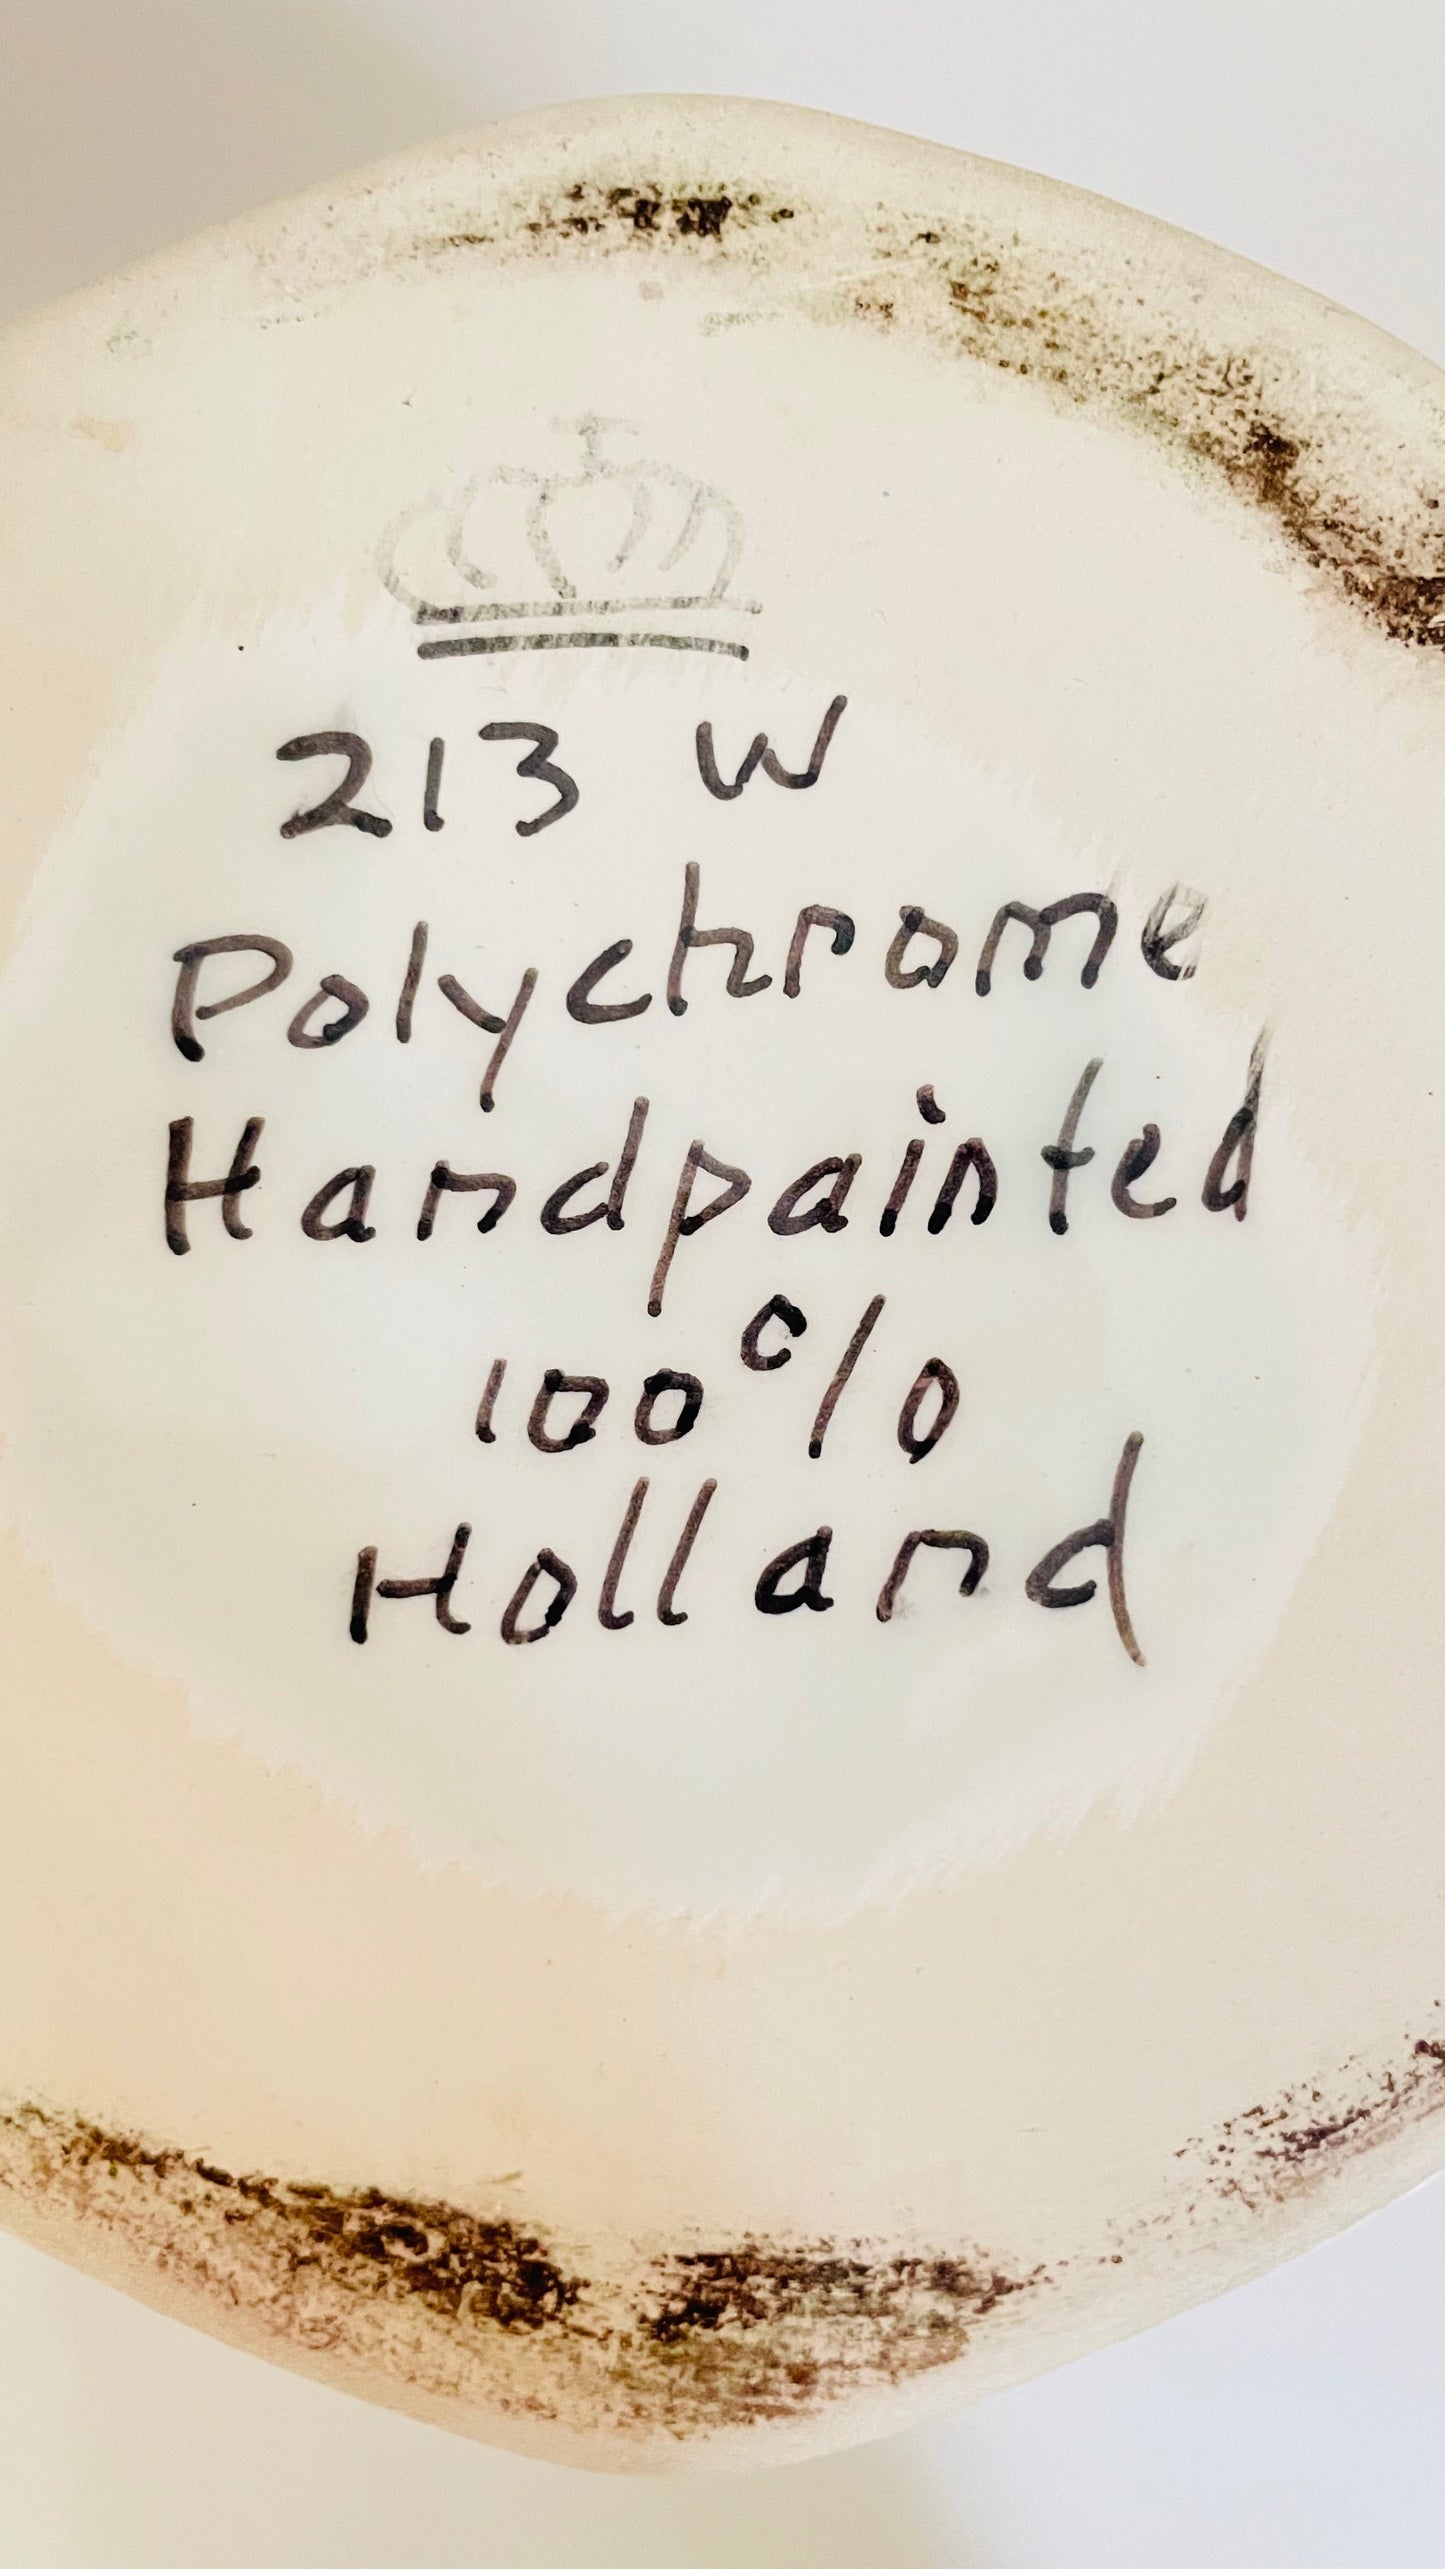 213 W
Polychrome
Handpainted
100%
Holland